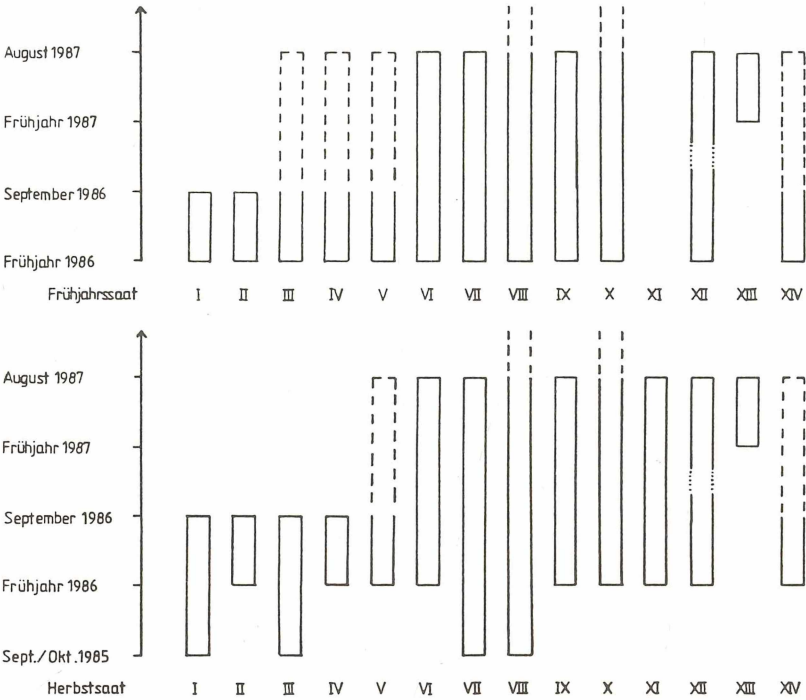 August 1987
Frühjahr 1987
September 1986
Frühjahr 1986
Frühjahrssaat I II III IV V VI VII VIII IX X XI XII XIII XIV
August 1987
Frühjahr 1987
September 1986
Frühjahr 1986
Sept./Okt.1985
Herbstsaat I II III IV V VI VII VIII IX X XI XII XIII XIV